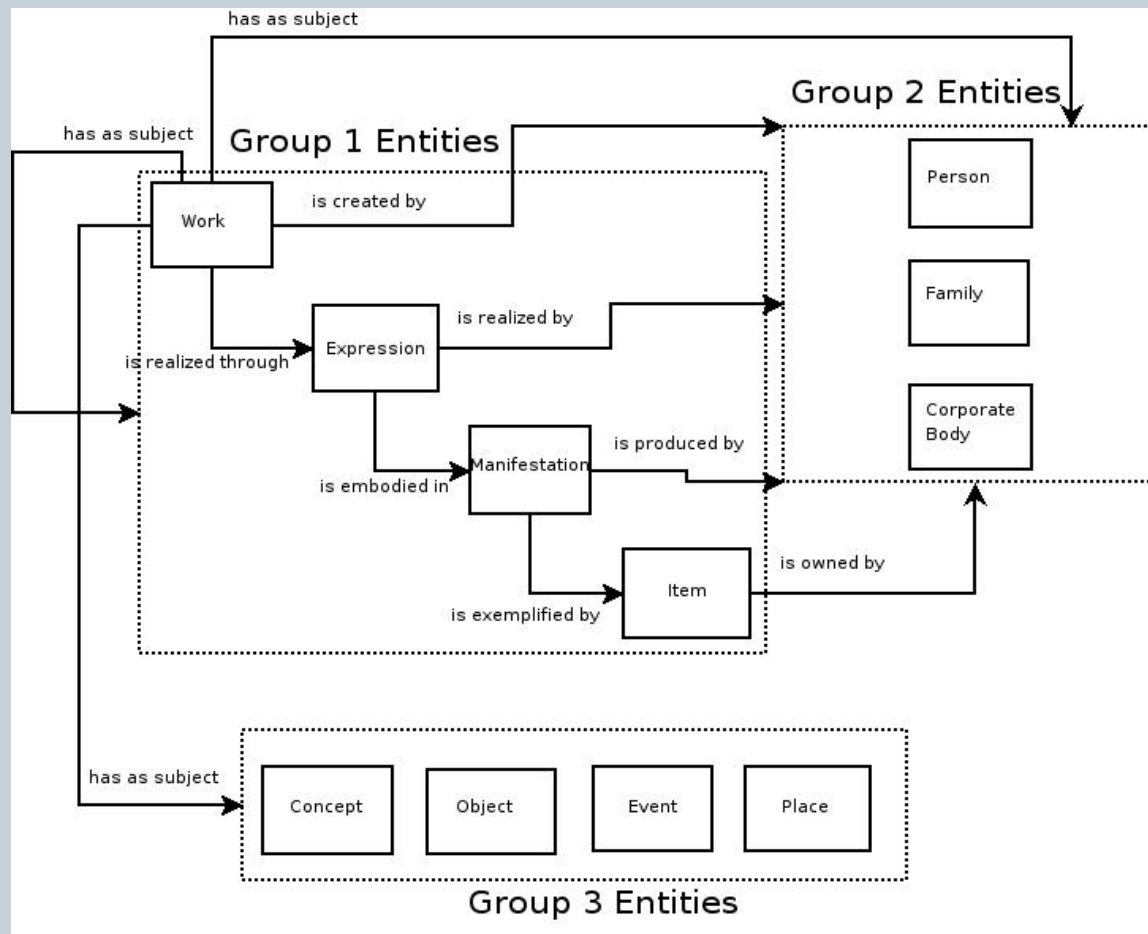 has as subject
Group 2 Entities
has as subject
Group 1 Entities
Person
Work
is created by
Family
is realized by
Expression
is realized through
Corporate
Body
is produced by
Manifestation
is embodied in
is owned by
Item
is exemplified by
has as subject
Concept
Object
Event
Place
Group 3 Entities